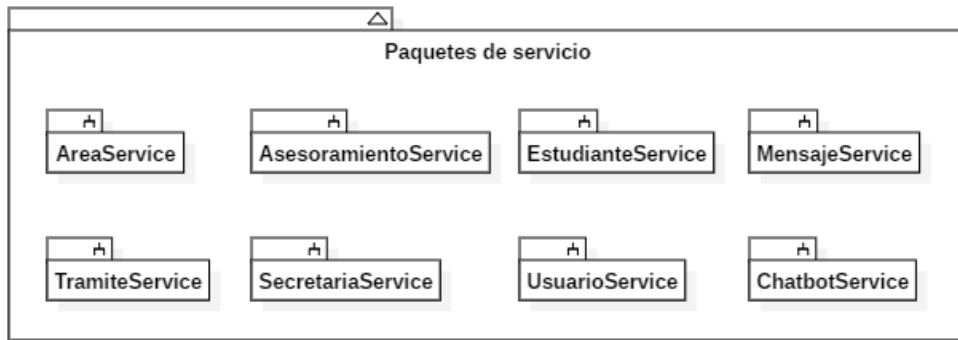 Paquetes de servicio
AreaService
AsesoramientoService
EstudianteService
MensajeService
TramiteService
SecretariaService
UsuarioService
ChatbotService